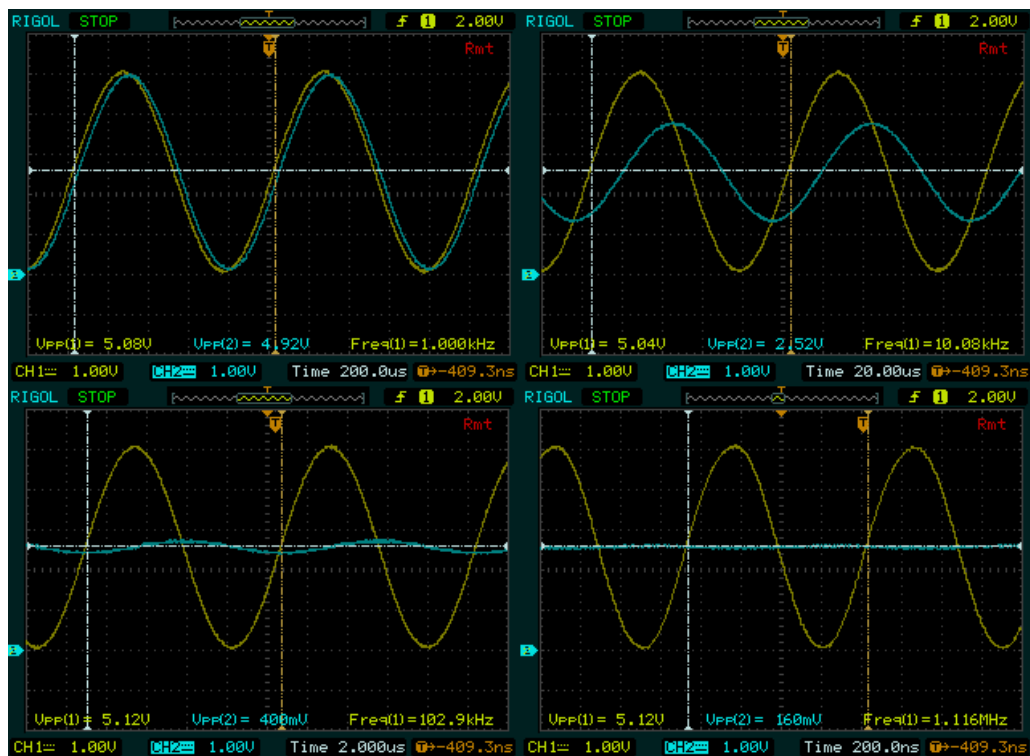 RIGOL STOP T 1 2.00V
T Rmt
1
Vpp(1)= 5.08V Vpp(2)= 4.92V Freq(1)=1.000kHz
CH1 1.00V CH2 1.00V Time 200.0us T→-409.3ns
RIGOL STOP T 1 2.00V
T Rmt
1
Vpp(1)= 5.04V Vpp(2)= 2.52V Freq(1)=10.08kHz
CH1 1.00V CH2 1.00V Time 20.00us T→-409.3ns
RIGOL STOP T 1 2.00V
T Rmt
1
Vpp(1)= 5.12V Vpp(2)= 400mV Freq(1)=102.9kHz
CH1 1.00V CH2 1.00V Time 2.000us T→-409.3ns
RIGOL STOP T 1 2.00V
T Rmt
1
Vpp(1)= 5.12V Vpp(2)= 160mV Freq(1)=1.116MHz
CH1 1.00V CH2 1.00V Time 200.0ns T→-409.3ns